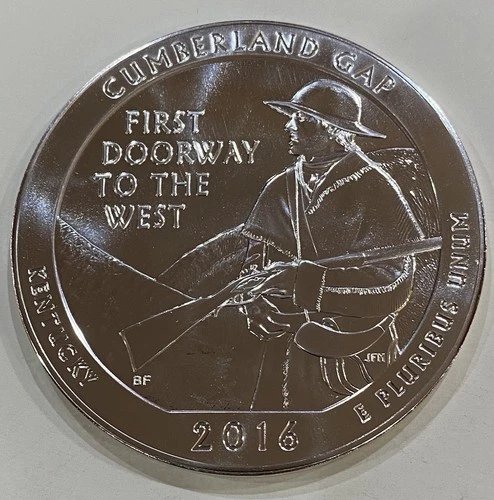 CUMBERLAND GAP
FIRST
DOORWAY
TO THE
WEST
KENTUCKY
BF
JFM
2016
E PLURIBUS UNUM